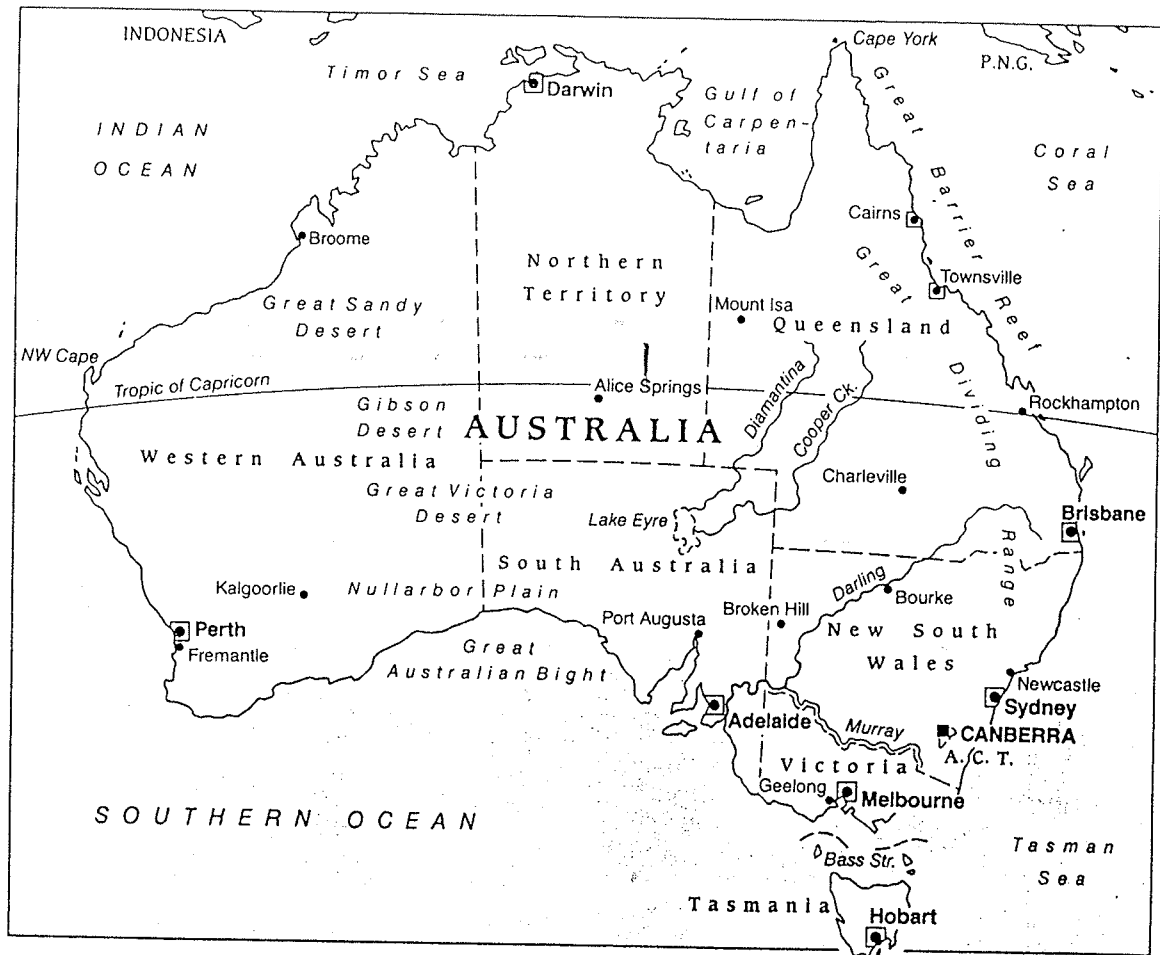 INDONESIA
Cape York
P.N.G.
Timor Sea
Darwin
Gulf of
Carpen-
taria
INDIAN
OCEAN
Coral
Sea
Great Barrier Reef
Cairns
Broome
Northern
Territory
Great Dividing Range
Townsville
Great Sandy
Desert
Mount Isa
Queensland
NW Cape
Tropic of Capricorn
Alice Springs
Diamantina
Cooper Ck.
Rockhampton
Gibson
Desert
AUSTRALIA
Western Australia
Charleville
Great Victoria
Desert
Lake Eyre
Brisbane
South Australia
Kalgoorlie
Nullarbor Plain
Darling
Bourke
Port Augusta
Broken Hill
Perth
Fremantle
New South
Wales
Great
Australian Bight
Newcastle
Sydney
Adelaide
Murray
CANBERRA
A.C.T.
Victoria
Geelong
Melbourne
SOUTHERN OCEAN
Bass Str.
Tasman
Sea
Tasmania
Hobart